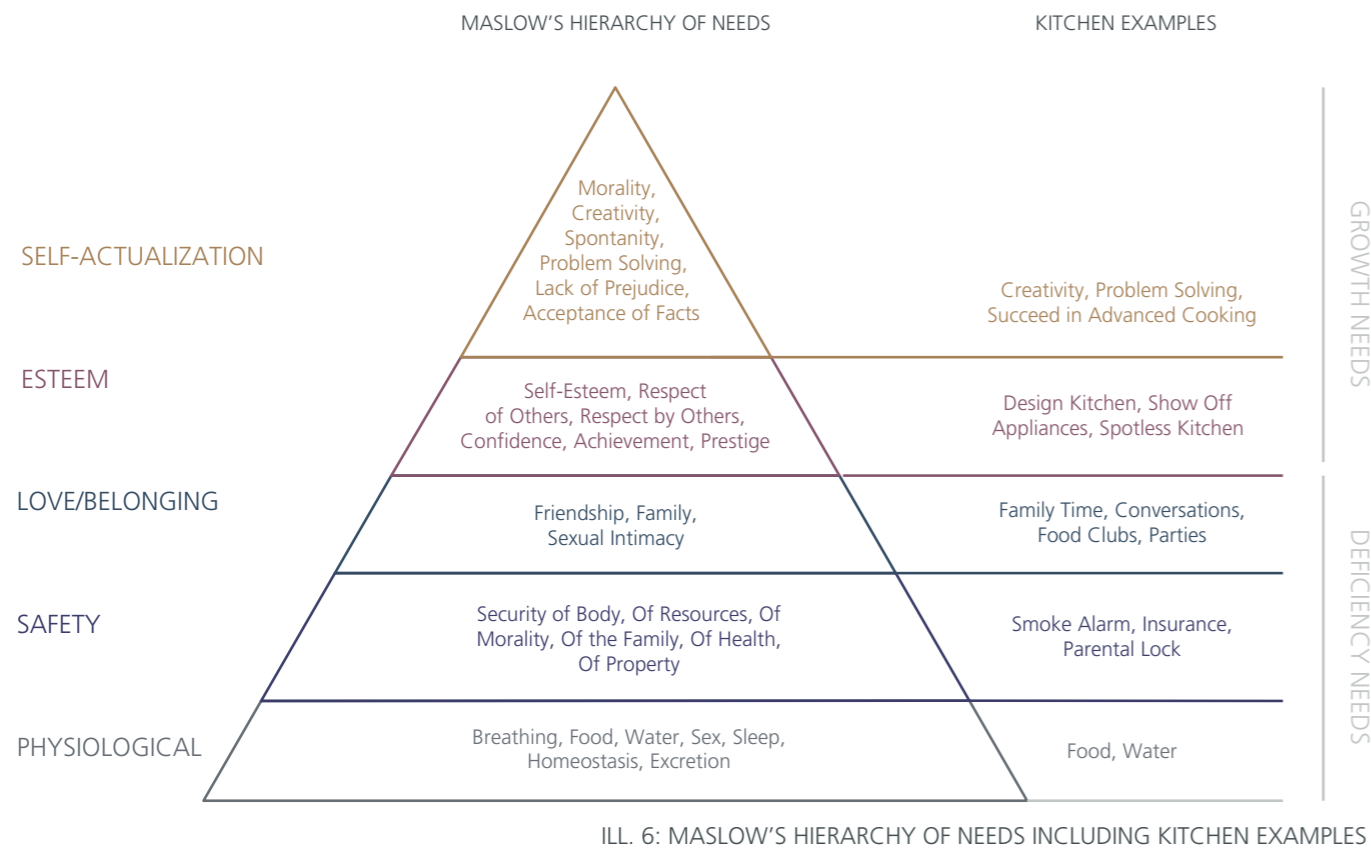 MASLOW'S HIERARCHY OF NEEDS
KITCHEN EXAMPLES
SELF-ACTUALIZATION
Morality,
Creativity,
Spontanity,
Problem Solving,
Lack of Prejudice,
Acceptance of Facts
Creativity, Problem Solving,
Succeed in Advanced Cooking
ESTEEM
Self-Esteem, Respect
of Others, Respect by Others,
Confidence, Achievement, Prestige
Design Kitchen, Show Off
Appliances, Spotless Kitchen
GROWTH NEEDS
LOVE/BELONGING
Friendship, Family,
Sexual Intimacy
Family Time, Conversations,
Food Clubs, Parties
SAFETY
Security of Body, Of Resources, Of
Morality, Of the Family, Of Health,
Of Property
Smoke Alarm, Insurance,
Parental Lock
PHYSIOLOGICAL
Breathing, Food, Water, Sex, Sleep,
Homeostasis, Excretion
Food, Water
DEFICIENCY NEEDS
ILL. 6: MASLOW'S HIERARCHY OF NEEDS INCLUDING KITCHEN EXAMPLES